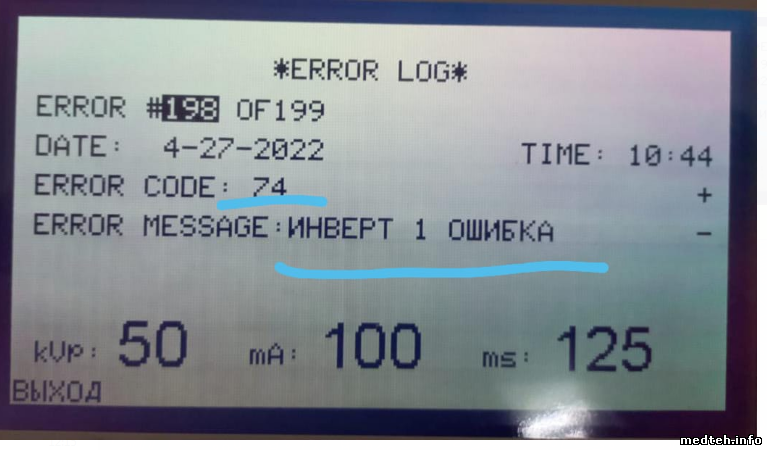 *ERROR LOG*
ERROR #198 OF199
DATE: 4-27-2022 TIME: 10:44
ERROR CODE: 74 +
ERROR MESSAGE:ИНВЕРТ 1 ОШИБКА -
kVp: 50 mA: 100 ms: 125
ВЫХОД
medteh.info